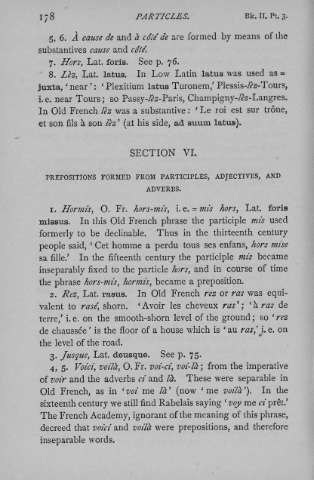 178 PARTICLES. Bk. II. Pt. 3.
5. 6. À cause de and à côté de are formed by means of the
substantives cause and côté.
7. Hors, Lat. foris. See p. 76.
8. Lèz, Lat. latus. In Low Latin latus was used as =
juxta, 'near': 'Plexitium latus Turonem,' Plessis-lèz-Tours,
i.e. near Tours; so Passy-lèz-Paris, Champigny-lès-Langres.
In Old French lèz was a substantive: 'Le roi est sur trône,
et son fils à son lèz' (at his side, ad suum latus).
SECTION VI.
PREPOSITIONS FORMED FROM PARTICIPLES, ADJECTIVES, AND
ADVERBS.
1. Hormis, O. Fr. hors-mis, i.e. = mis hors, Lat. foris
missus. In this Old French phrase the participle mis used
formerly to be declinable. Thus in the thirteenth century
people said, 'Cet homme a perdu tous ses enfans, hors mise
sa fille.' In the fifteenth century the participle mis became
inseparably fixed to the particle hors, and in course of time
the phrase hors-mis, hormis, became a preposition.
2. Rez, Lat. rasus. In Old French rez or ras was equi-
valent to rasé, shorn. 'Avoir les cheveux ras'; 'à ras de
terre,' i.e. on the smooth-shorn level of the ground; so 'rez
de chaussée' is the floor of a house which is 'au ras,' i.e. on
the level of the road.
3. Jusque, Lat. deusque. See p. 75.
4, 5. Voici, voilà, O. Fr. voi-ci, voi-là; from the imperative
of voir and the adverbs ci and là. These were separable in
Old French, as in 'voi me là' (now 'me voilà'). In the
sixteenth century we still find Rabelais saying 'voy me ci prêt.'
The French Academy, ignorant of the meaning of this phrase,
decreed that voici and voilà were prepositions, and therefore
inseparable words.